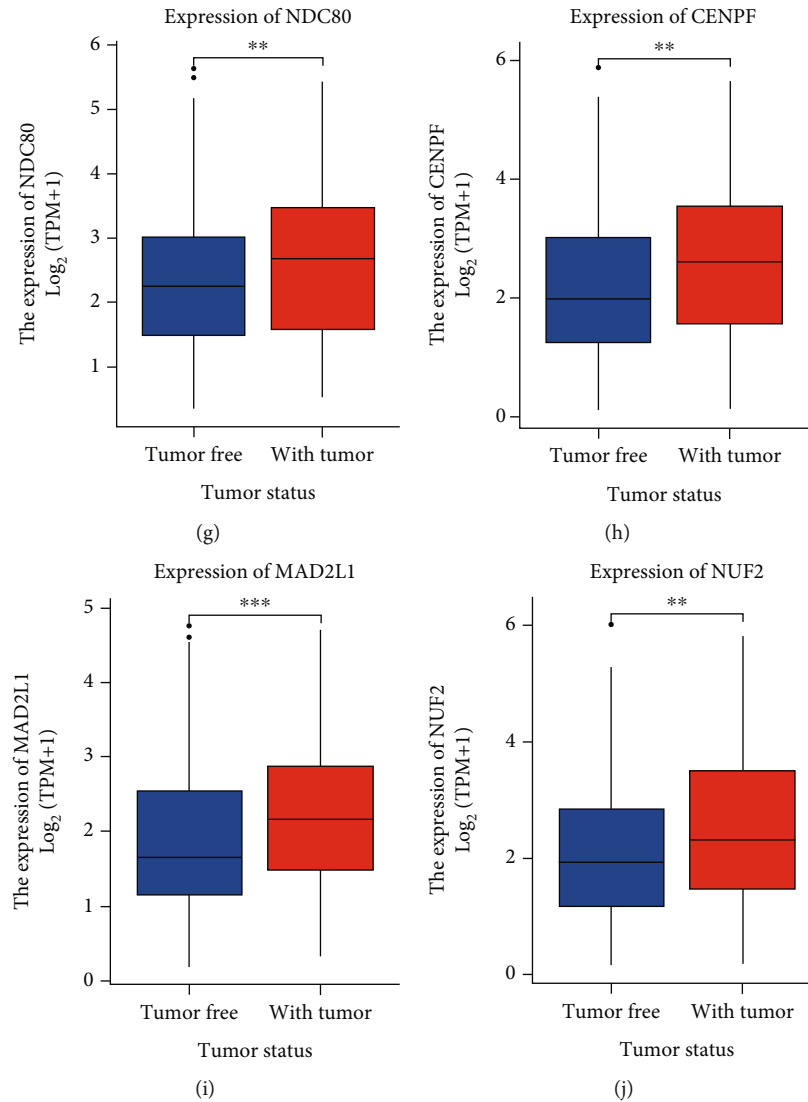 Expression of NDC80
**
6
5
4
3
2
1
The expression of NDC80
Log₂ (TPM+1)
Tumor free
With tumor
Tumor status
(g)
Expression of CENPF
**
6
4
2
0
The expression of CENPF
Log₂ (TPM+1)
Tumor free
With tumor
Tumor status
(h)
Expression of MAD2L1
***
5
4
3
2
1
0
The expression of MAD2L1
Log₂ (TPM+1)
Tumor free
With tumor
Tumor status
(i)
Expression of NUF2
**
6
4
2
0
The expression of NUF2
Log₂ (TPM+1)
Tumor free
With tumor
Tumor status
(j)